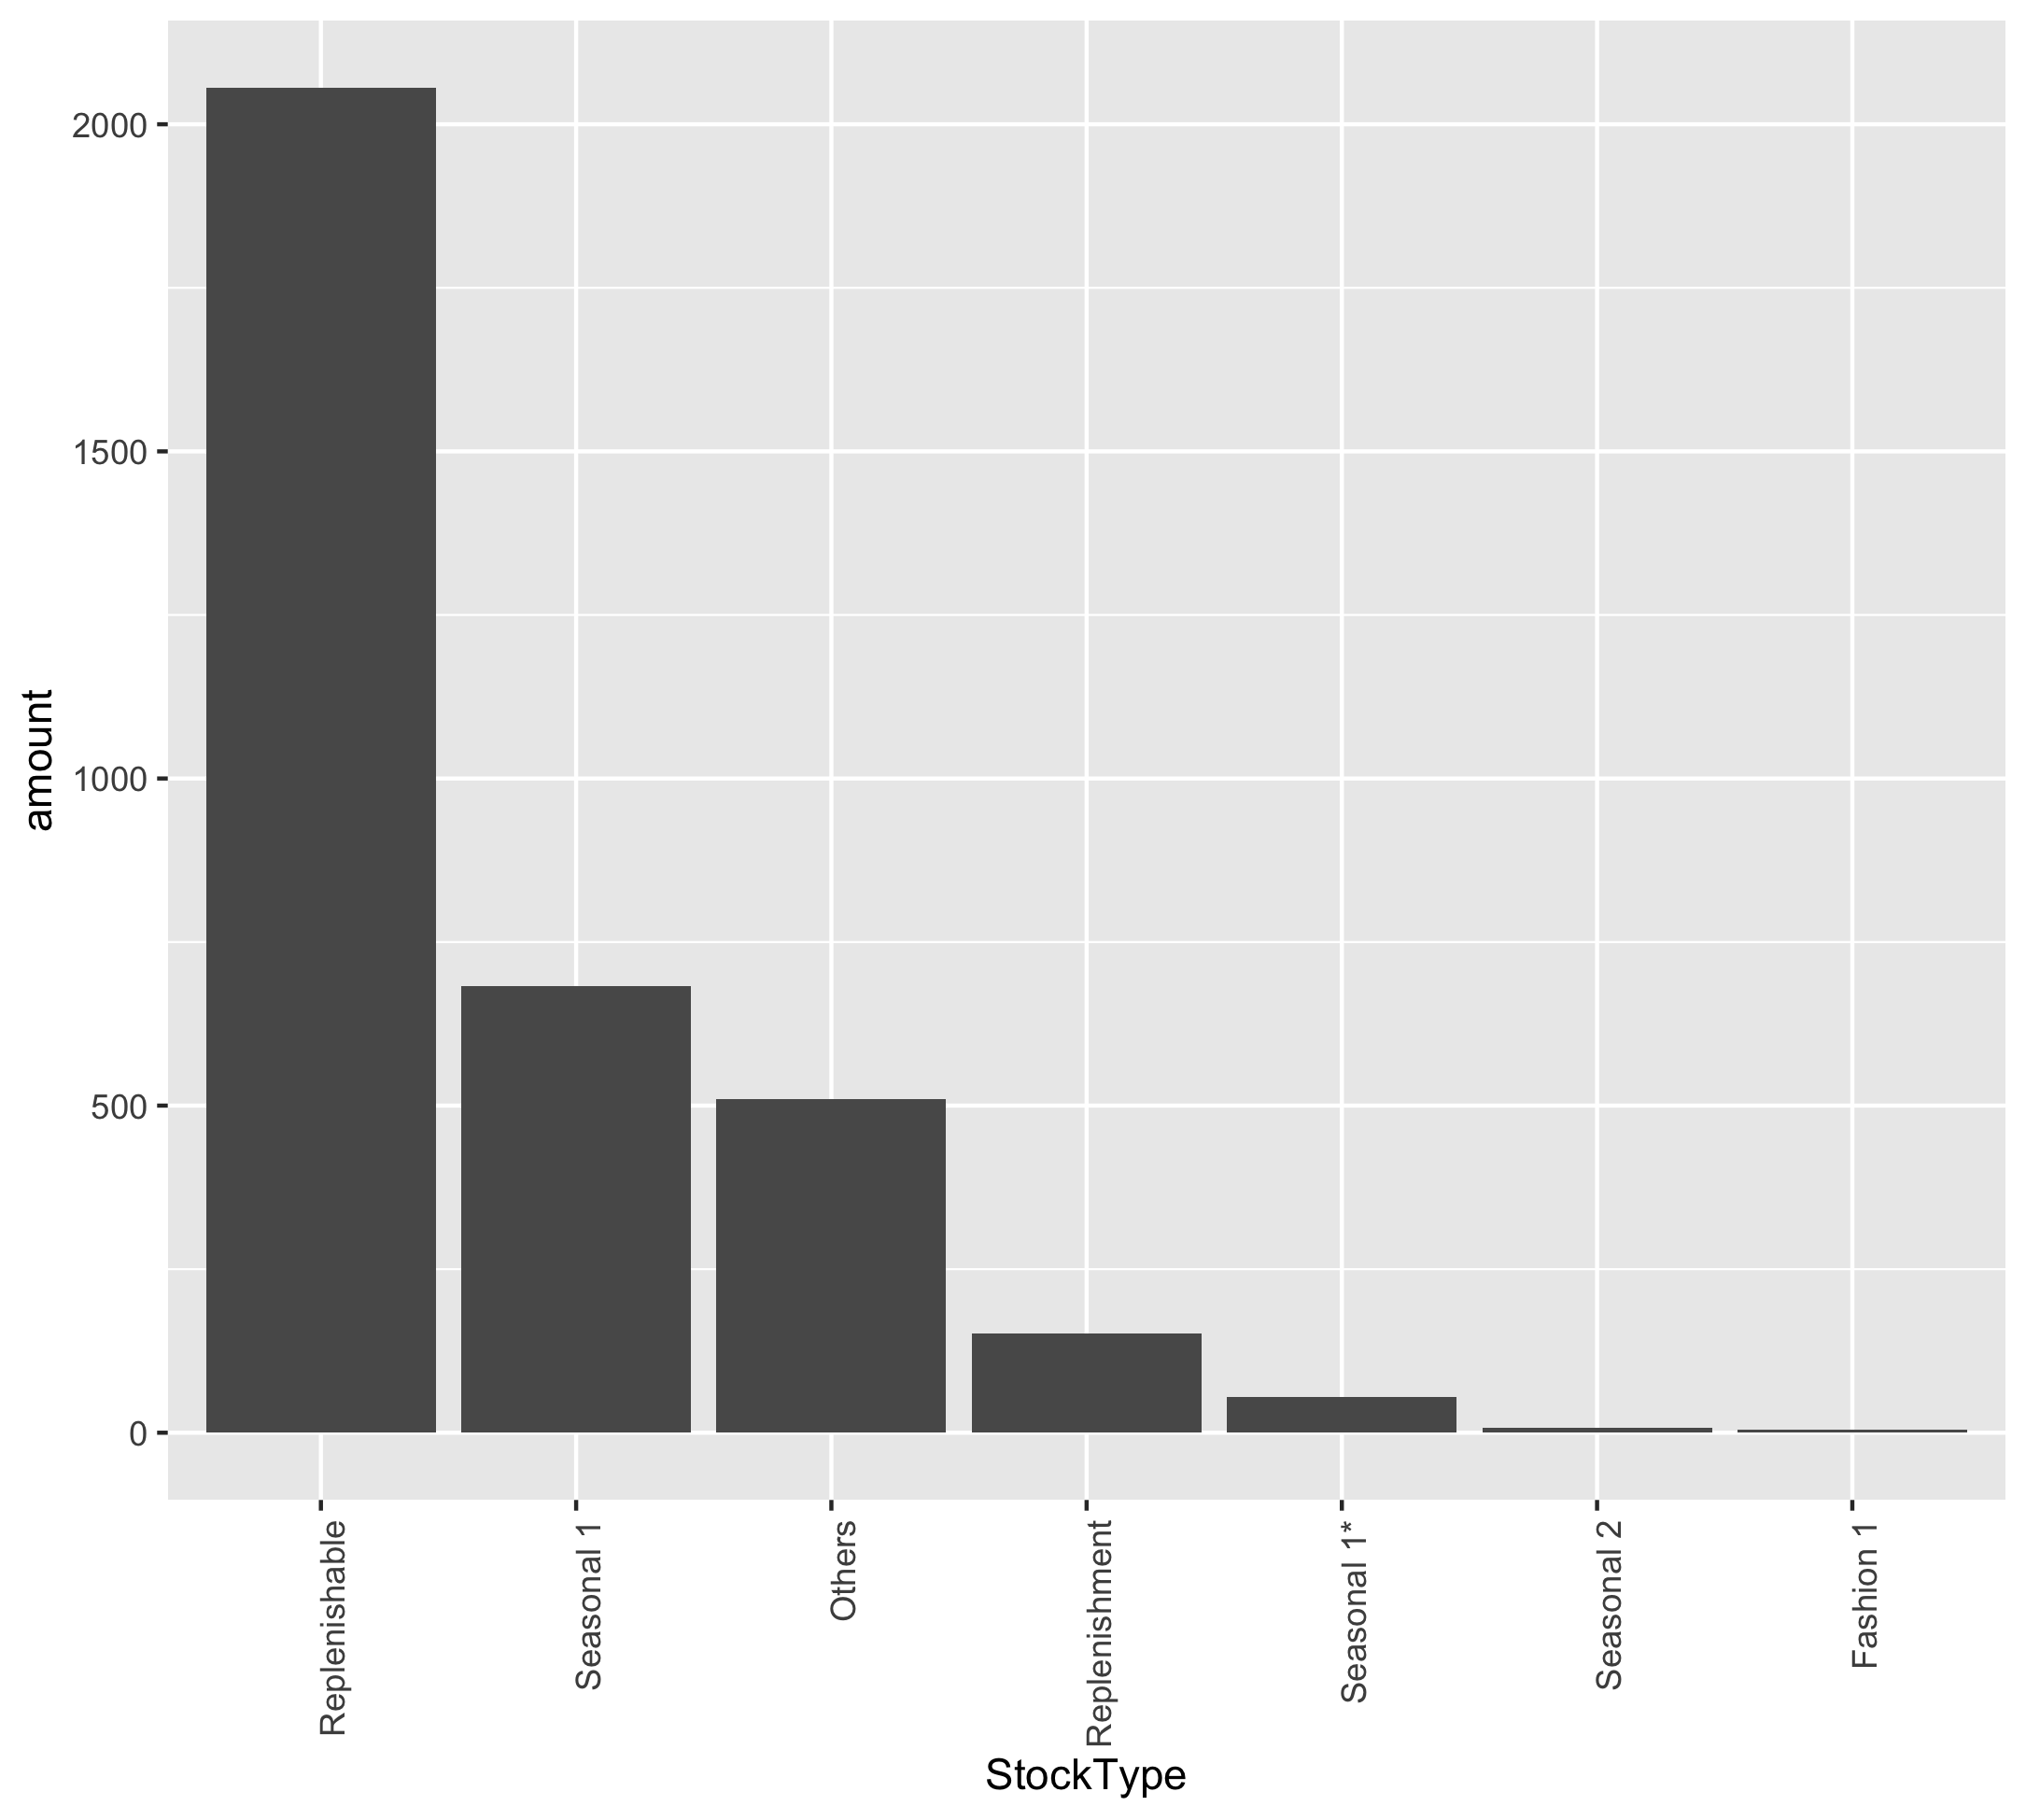 amount
2000
1500
1000
500
0
Replenishable
Seasonal 1
Others
Replenishment
Seasonal 1*
Seasonal 2
Fashion 1
StockType